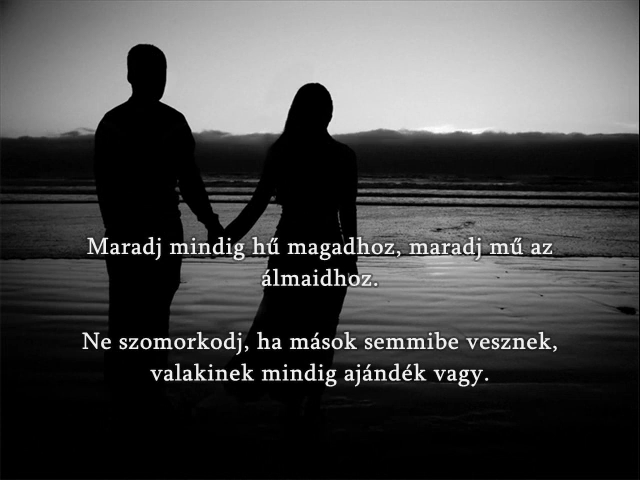 Maradj mindig hű magadhoz, maradj mű az
álmaidhoz.
Ne szomorkodj, ha mások semmibe vesznek,
valakinek mindig ajándék vagy.